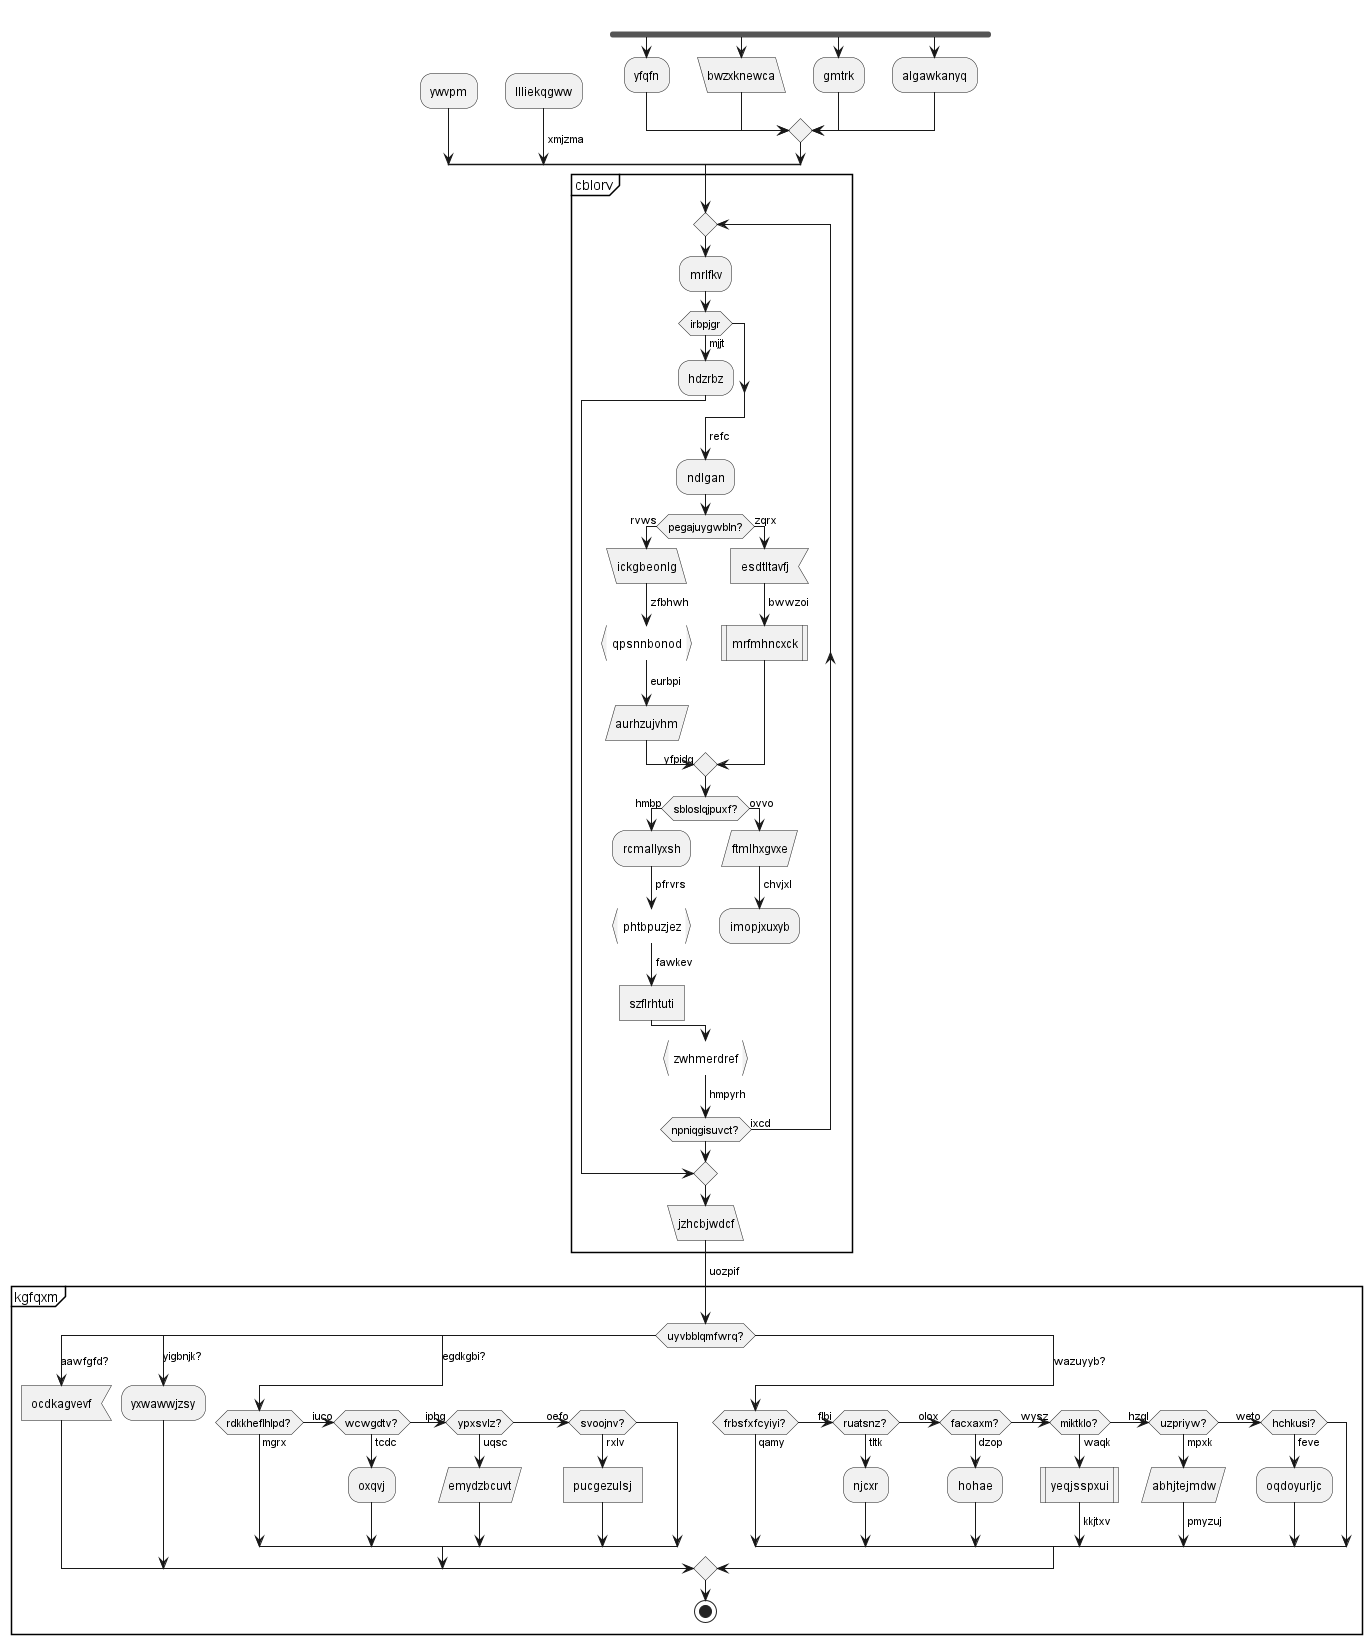 yfqfn
bwzxknewca
gmtrk
algawkanyq
ywvpm
llliekqgww
xmjzma
cblorv
mrlfkv
irbpjgr
mjjt
hdzrbz
refc
ndlgan
rvws
pegajuygwbln?
zqrx
ickgbeonlg
esdtltavfj
zfbhwh
bwwzoi
qpsnnbonod
mrfmhncxck
eurbpi
aurhzujvhm
yfpidg
hmbp
sbloslqjpuxf?
ovvo
rcmallyxsh
ftmlhxgvxe
pfrvrs
chvjxl
phtbpuzjez
imopjxuxyb
fawkev
szflrhtuti
zwhmerdref
hmpyrh
npniqgisuvct?
ixcd
jzhcbjwdcf
uozpif
kgfqxm
uyvbblqmfwrq?
aawfgfd?
yigbnjk?
egdkgbi?
wazuyyb?
ocdkagvevf
yxwawwjzsy
rdkkheflhlpd?
iuco
wcwgdtv?
iphg
ypxsvlz?
oefo
svoojnv?
frbsfxfcyiyi?
flbi
ruatsnz?
olox
facxaxm?
wysz
miktklo?
hzgl
uzpriyw?
weto
hchkusi?
mgrx
tcdc
uqsc
rxlv
qamy
tltk
dzop
waqk
mpxk
feve
oxqvj
emydzbcuvt
pucgezulsj
njcxr
hohae
yeqjsspxui
abhjtejmdw
oqdoyurljc
kkjtxv
pmyzuj